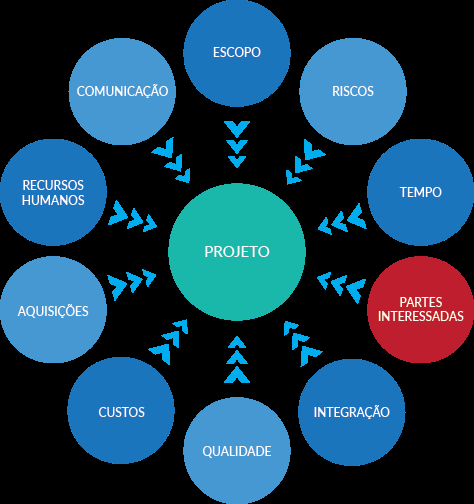 ESCOPO
COMUNICAÇÃO
RISCOS
RECURSOS
HUMANOS
TEMPO
PROJETO
AQUISIÇÕES
PARTES
INTERESSADAS
CUSTOS
INTEGRAÇÃO
QUALIDADE